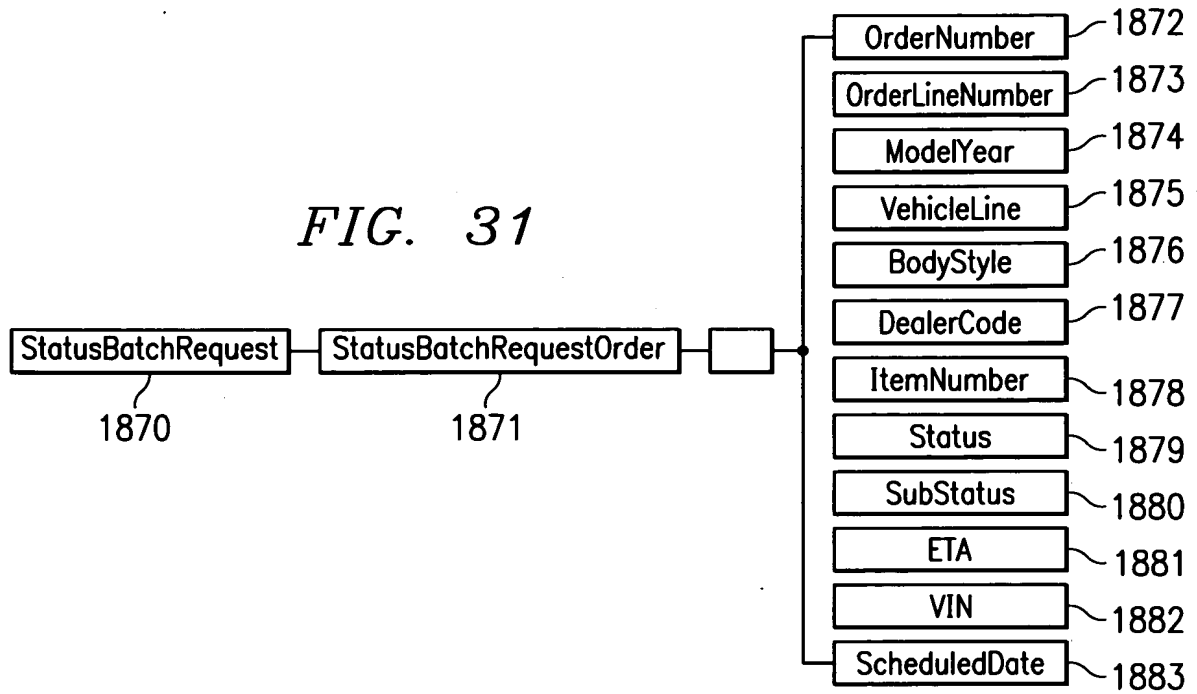 OrderNumber 1872
OrderLineNumber 1873
ModelYear 1874
VehicleLine 1875
FIG. 31
BodyStyle 1876
DealerCode 1877
StatusBatchRequest StatusBatchRequestOrder
1870 1871
ItemNumber 1878
Status 1879
SubStatus 1880
ETA 1881
VIN 1882
ScheduledDate 1883